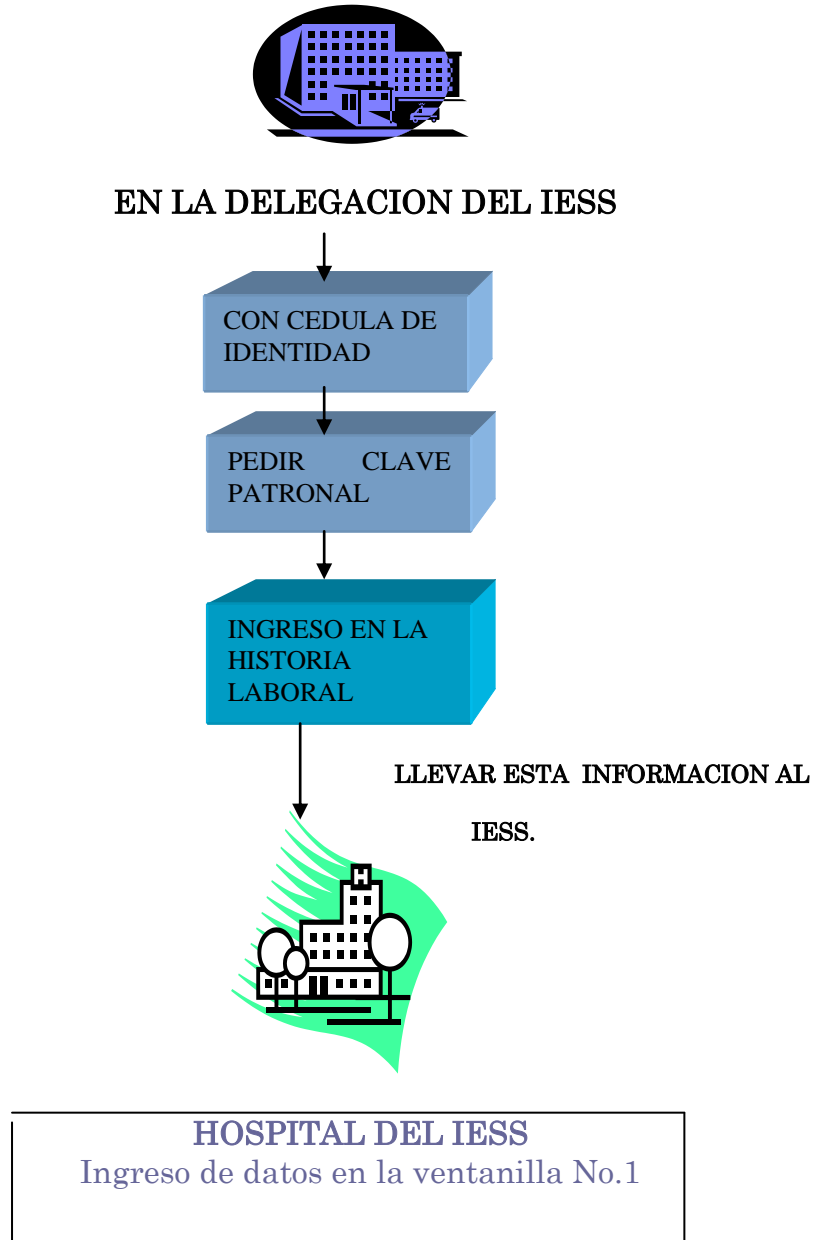 EN LA DELEGACION DEL IESS
CON CEDULA DE
IDENTIDAD
PEDIR CLAVE
PATRONAL
INGRESO EN LA
HISTORIA
LABORAL
LLEVAR ESTA INFORMACION AL
IESS.
H
HOSPITAL DEL IESS
Ingreso de datos en la ventanilla No.1